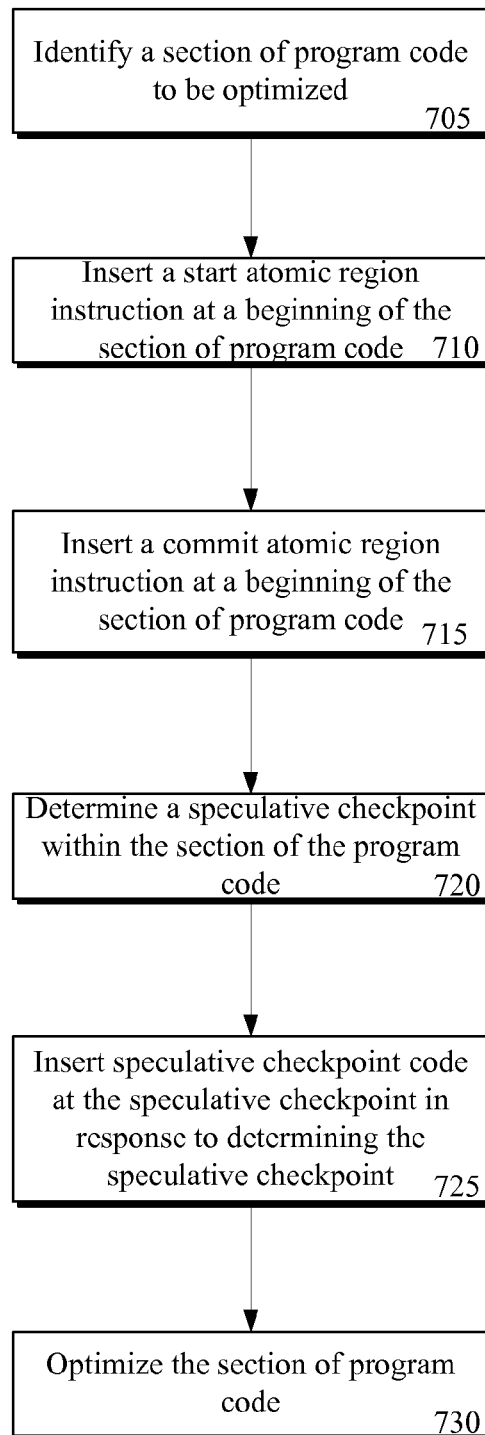 Identify a section of program code
to be optimized
705
Insert a start atomic region
instruction at a beginning of the
section of program code 710
Insert a commit atomic region
instruction at a beginning of the
section of program code 715
Determine a speculative checkpoint
within the section of the program
code 720
Insert speculative checkpoint code
at the speculative checkpoint in
response to determining the
speculative checkpoint 725
Optimize the section of program
code 730